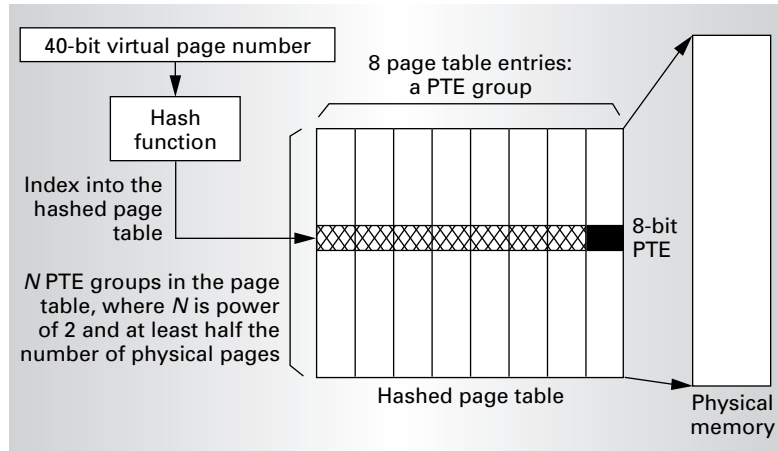 40-bit virtual page number
Hash
function
8 page table entries:
a PTE group
Index into the
hashed page
table
8-bit
PTE
N PTE groups in the page
table, where N is power
of 2 and at least half the
number of physical pages
Hashed page table
Physical
memory